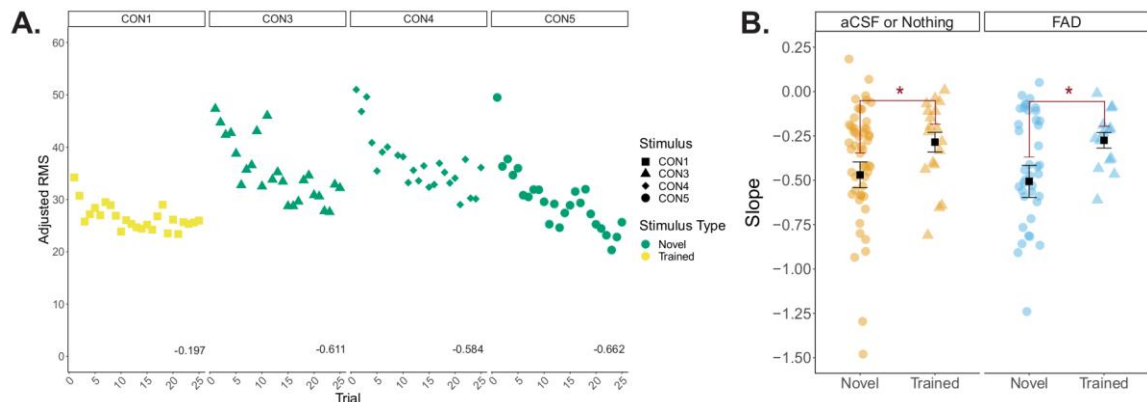 A.
CON1 CON3 CON4 CON5
Adjusted RMS
60
50
40
30
20
10
0
-0.197 -0.611 -0.584 -0.662
0 5 10 15 20 25 0 5 10 15 20 25 0 5 10 15 20 25 0 5 10 15 20 25
Trial
Stimulus
CON1
CON3
CON4
CON5
Stimulus Type
Novel
Trained
B.
aCSF or Nothing FAD
Slope
0.25
0.00
−0.25
−0.50
−0.75
−1.00
−1.25
−1.50
* *
Novel Trained Novel Trained